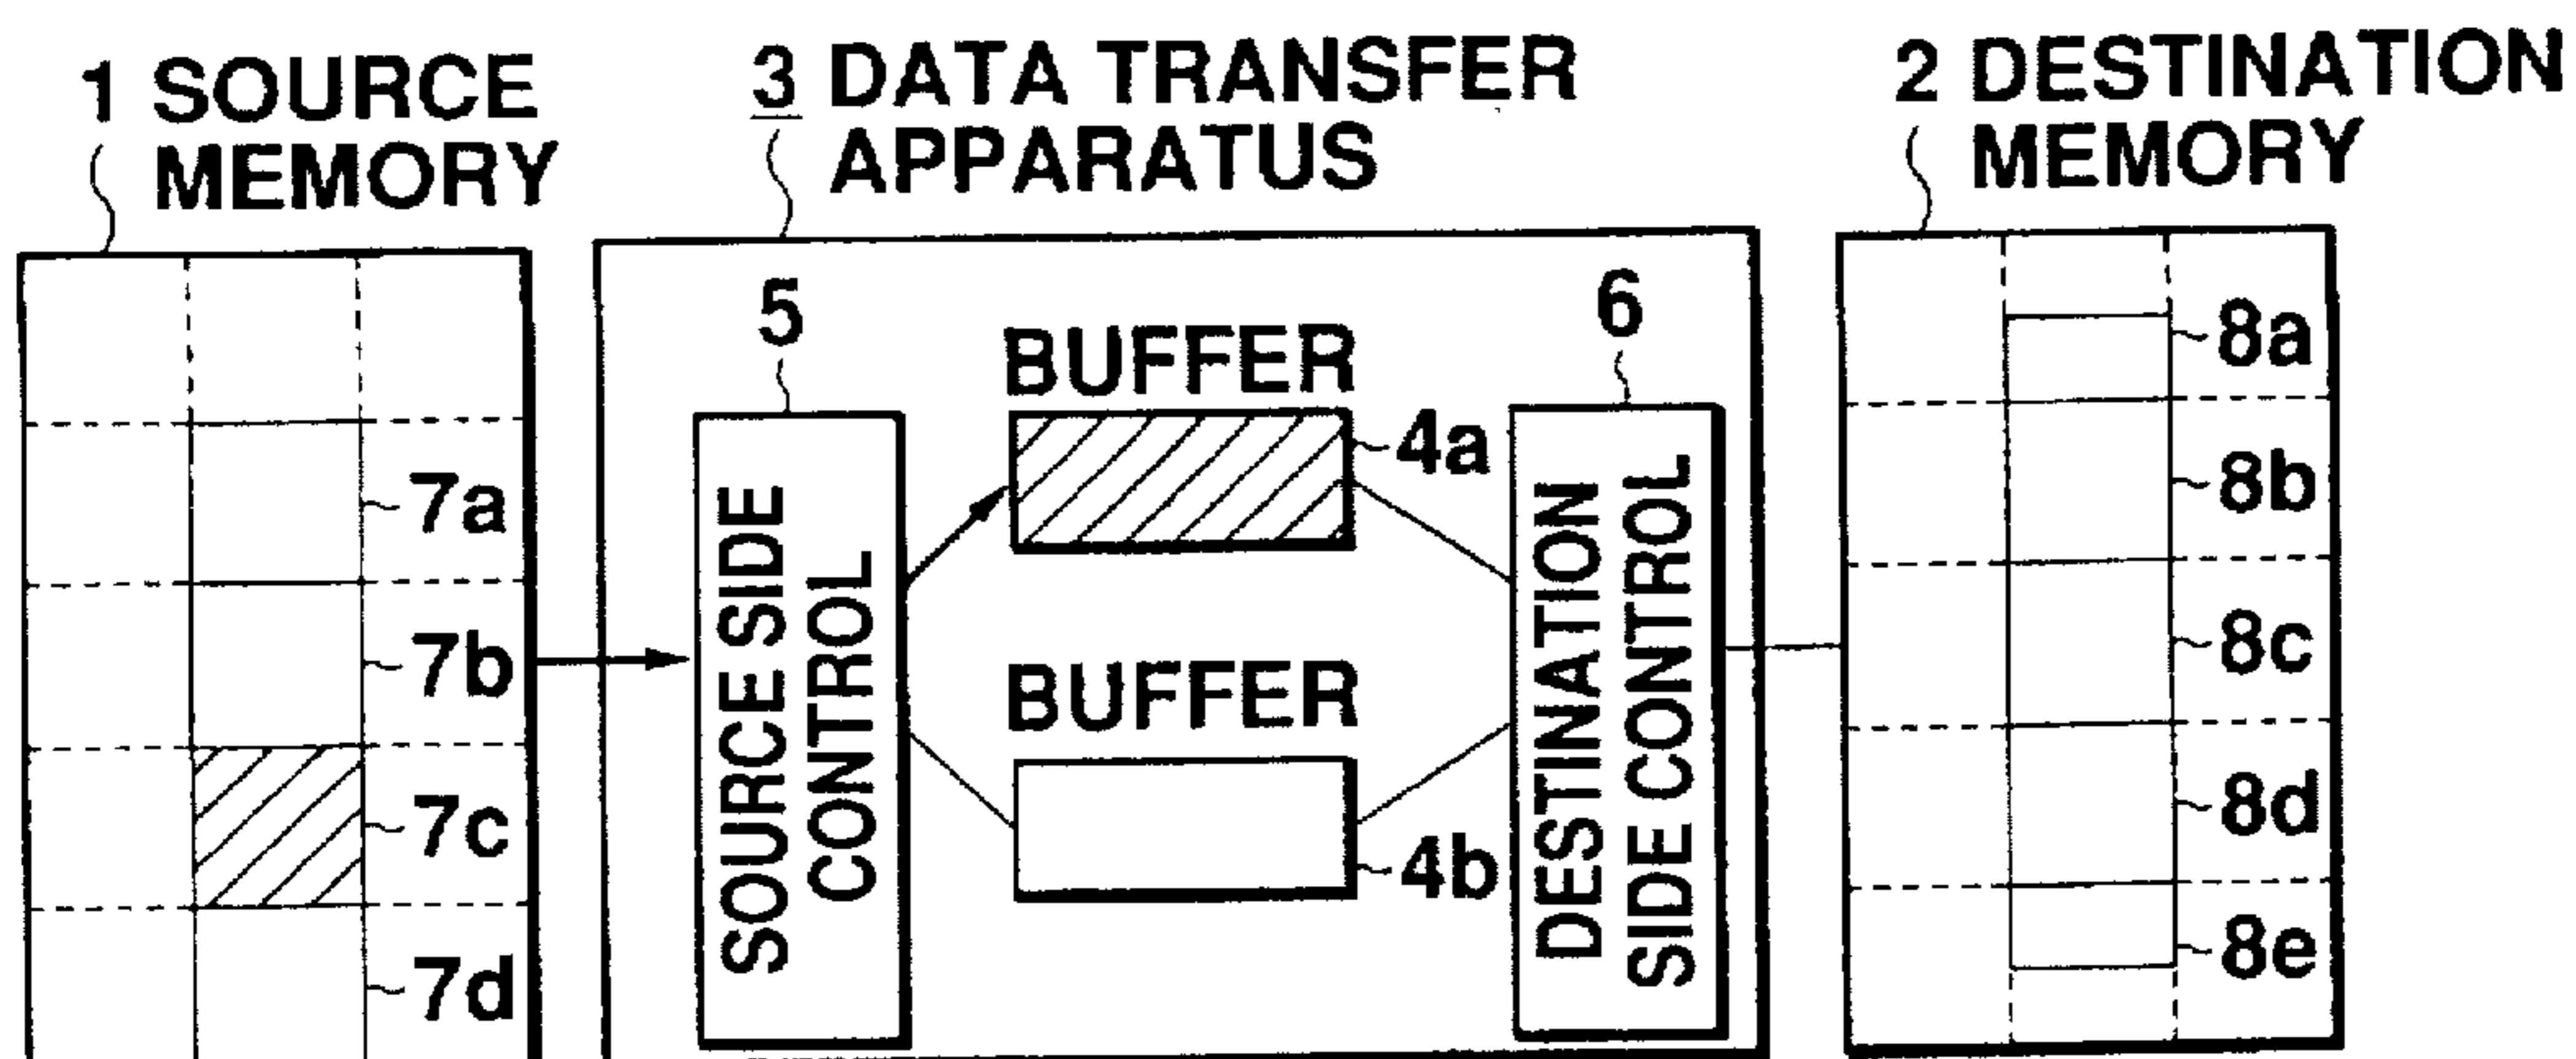 1 SOURCE
MEMORY
3 DATA TRANSFER
APPARATUS
2 DESTINATION
MEMORY
7a
7b
7c
7d
5
SOURCE SIDE
CONTROL
BUFFER
4a
BUFFER
4b
6
DESTINATION
SIDE CONTROL
8a
8b
8c
8d
8e